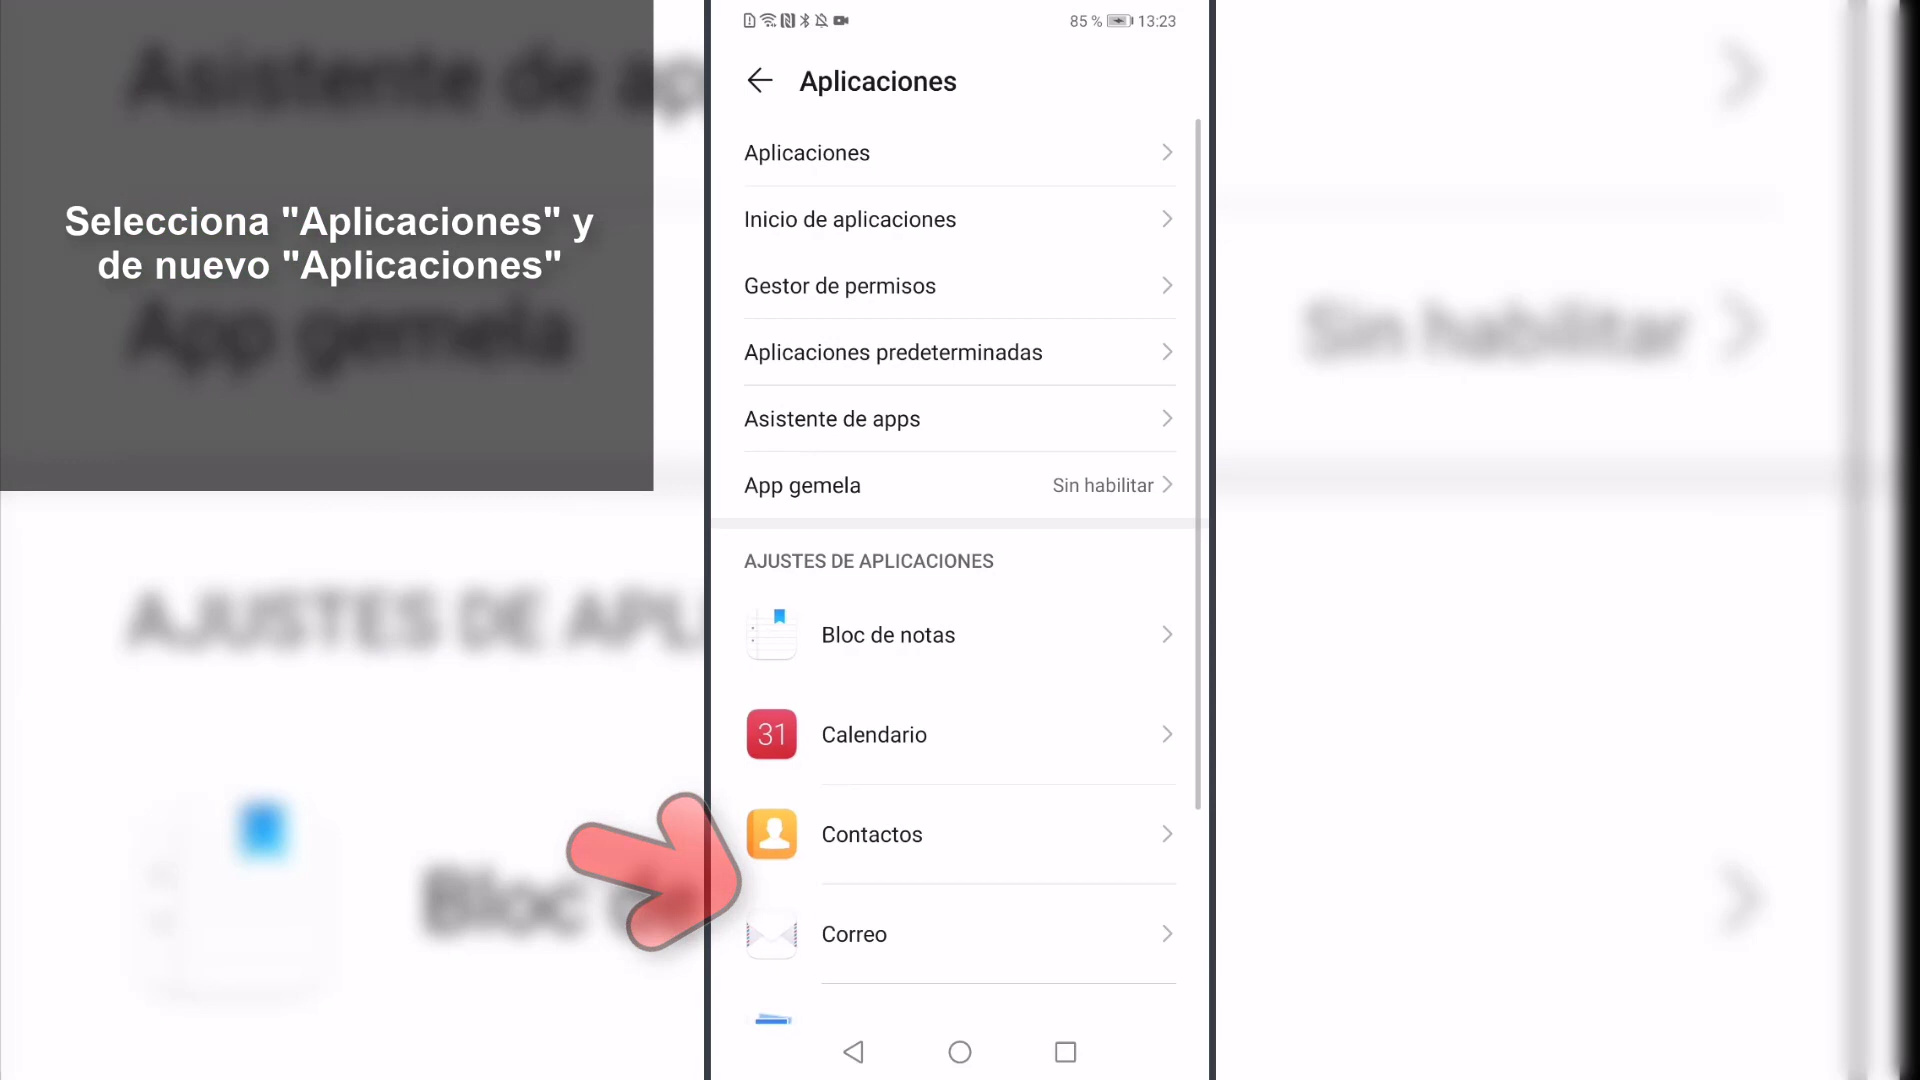 Selecciona "Aplicaciones" y
de nuevo "Aplicaciones"
85 % 13:23
Aplicaciones
Aplicaciones
Inicio de aplicaciones
Gestor de permisos
Aplicaciones predeterminadas
Asistente de apps
App gemela Sin habilitar
AJUSTES DE APLICACIONES
Bloc de notas
31 Calendario
Contactos
Correo
Asistente de ap
App gemela Sin habilitar
AJUSTES DE APL
Bloc de